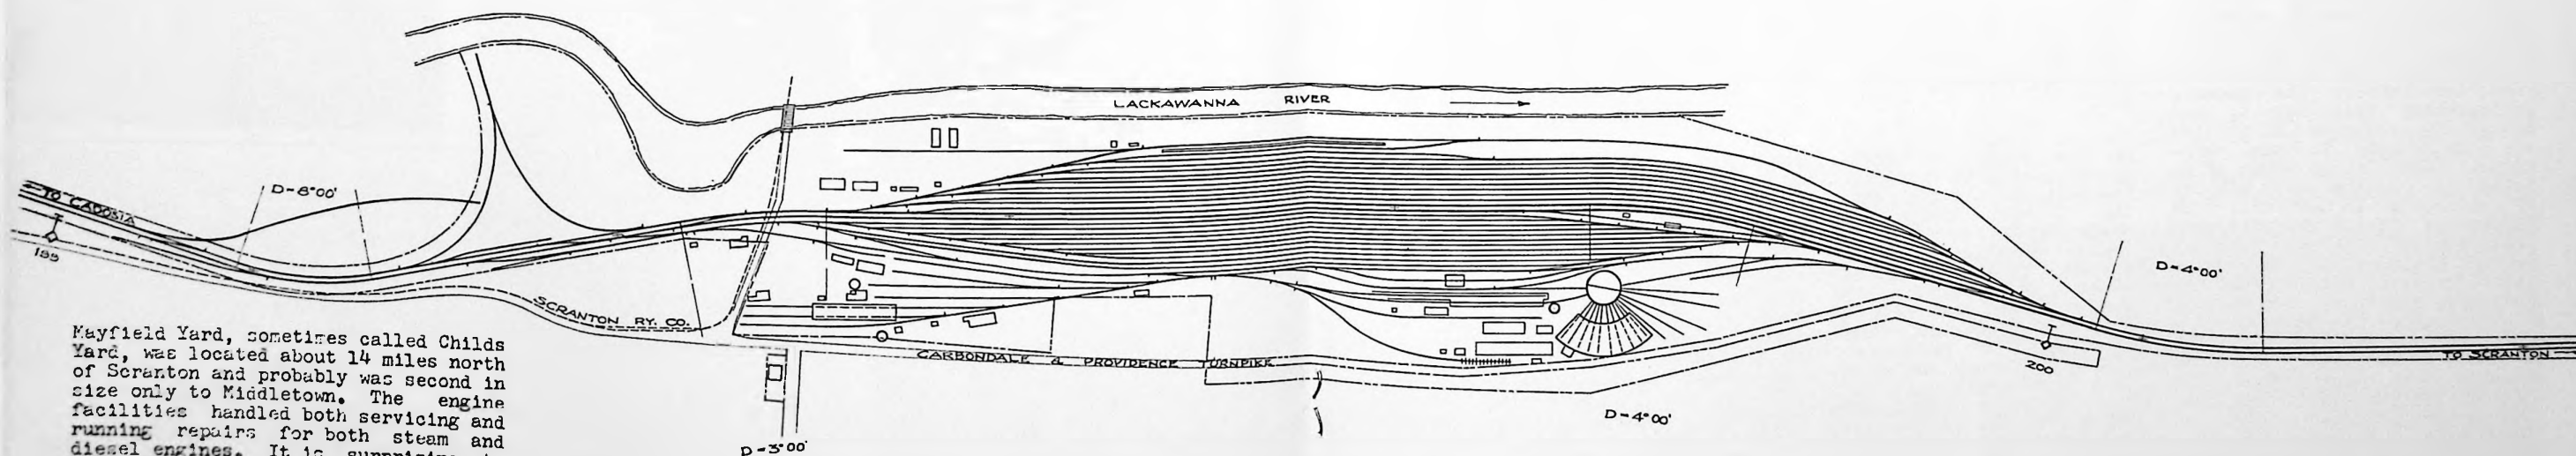 LACKAWANNA RIVER
TO CADOSIA
D-8°00'
199
SCRANTON RY. CO.
CARBONDALE & PROVIDENCE TURNPIKE
D-3°00'
D-4°00'
200
D-4°00'
TO SCRANTON
Mayfield Yard, sometimes called Childs
Yard, was located about 14 miles north
of Scranton and probably was second in
size only to Middletown. The engine
facilities handled both servicing and
running repairs for both steam and
diesel engines. It is